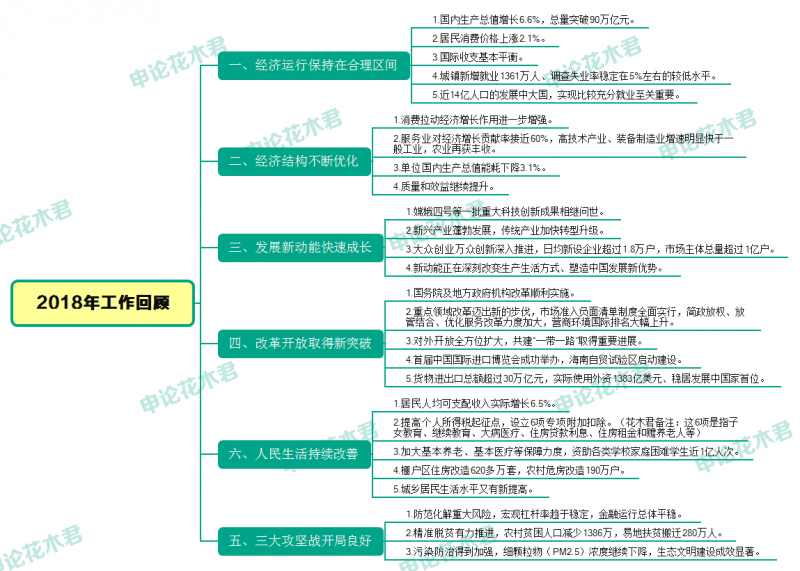 2018年工作回顾
一、经济运行保持在合理区间
1.国内生产总值增长6.6%，总量突破90万亿元。
2.居民消费价格上涨2.1%。
3.国际收支基本平衡。
4.城镇新增就业1361万人、调查失业率稳定在5%左右的较低水平。
5.近14亿人口的发展中大国，实现比较充分就业至关重要。
二、经济结构不断优化
1.消费拉动经济增长作用进一步增强。
2.服务业对经济增长贡献率接近60%，高技术产业、装备制造业增速明显快于一
般工业，农业再获丰收。
3.单位国内生产总值能耗下降3.1%。
4.质量和效益继续提升。
三、发展新动能快速成长
1.嫦娥四号等一批重大科技创新成果相继问世。
2.新兴产业蓬勃发展，传统产业加快转型升级。
3.大众创业万众创新深入推进，日均新设企业超过1.8万户，市场主体总量超过1亿户。
4.新动能正在深刻改变生产生活方式、塑造中国发展新优势。
四、改革开放取得新突破
1.国务院及地方政府机构改革顺利实施。
2.重点领域改革迈出新的步伐，市场准入负面清单制度全面实行，简政放权、放
管结合、优化服务改革力度加大，营商环境国际排名大幅上升。
3.对外开放全方位扩大，共建"一带一路"取得重要进展。
4.首届中国国际进口博览会成功举办，海南自贸试验区启动建设。
5.货物进出口总额超过30万亿元，实际使用外资1383亿美元、稳居发展中国家首位。
六、人民生活持续改善
1.居民人均可支配收入实际增长6.5%。
2.提高个人所得税起征点，设立6项专项附加扣除。（花木君备注：这6项是指子
女教育、继续教育、大病医疗、住房贷款利息、住房租金和赡养老人等）
3.加大基本养老、基本医疗等保障力度，资助各类学校家庭困难学生近1亿人次。
4.棚户区住房改造620多万套，农村危房改造190万户。
5.城乡居民生活水平又有新提高。
五、三大攻坚战开局良好
1.防范化解重大风险，宏观杠杆率趋于稳定，金融运行总体平稳。
2.精准脱贫有力推进，农村贫困人口减少1386万，易地扶贫搬迁280万人。
3.污染防治得到加强，细颗粒物（PM2.5）浓度继续下降，生态文明建设成效显著。
申论花木君
申论花木君
申论花木君
申论花木君
申论花木君
申论花木君
申论花木君
申论花木君
申论花木君
申论花木君
申论花木君
申论花木君